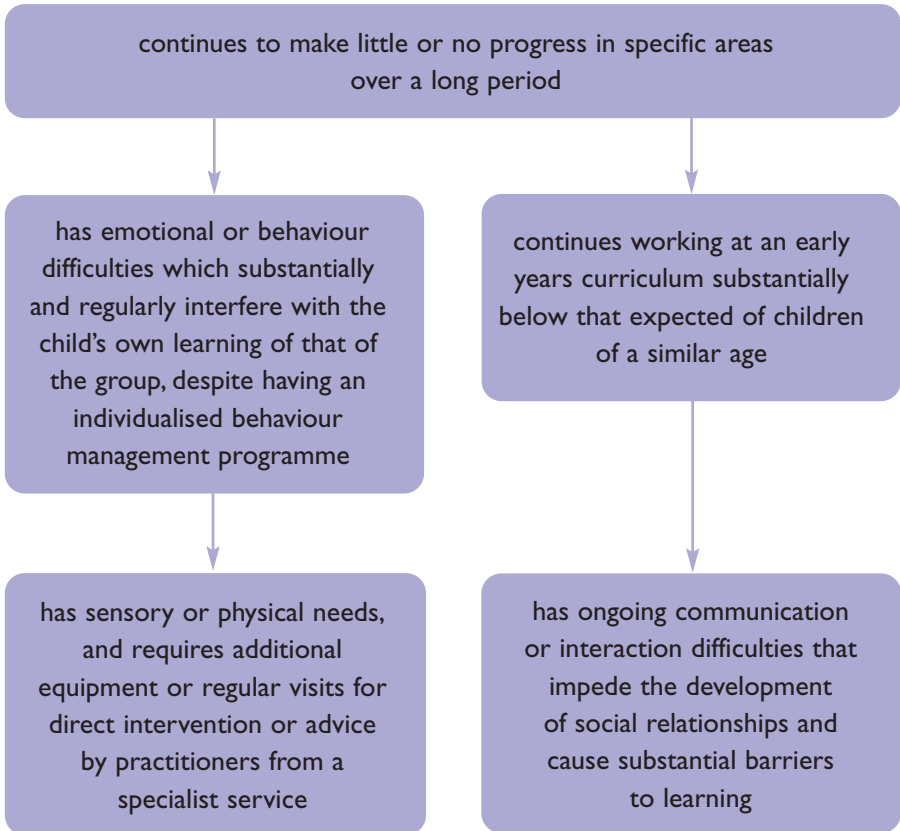 continues to make little or no progress in specific areas
over a long period
has emotional or behaviour
difficulties which substantially
and regularly interfere with the
child's own learning of that of
the group, despite having an
individualised behaviour
management programme
continues working at an early
years curriculum substantially
below that expected of children
of a similar age
has sensory or physical needs,
and requires additional
equipment or regular visits for
direct intervention or advice
by practitioners from a
specialist service
has ongoing communication
or interaction difficulties that
impede the development
of social relationships and
cause substantial barriers
to learning